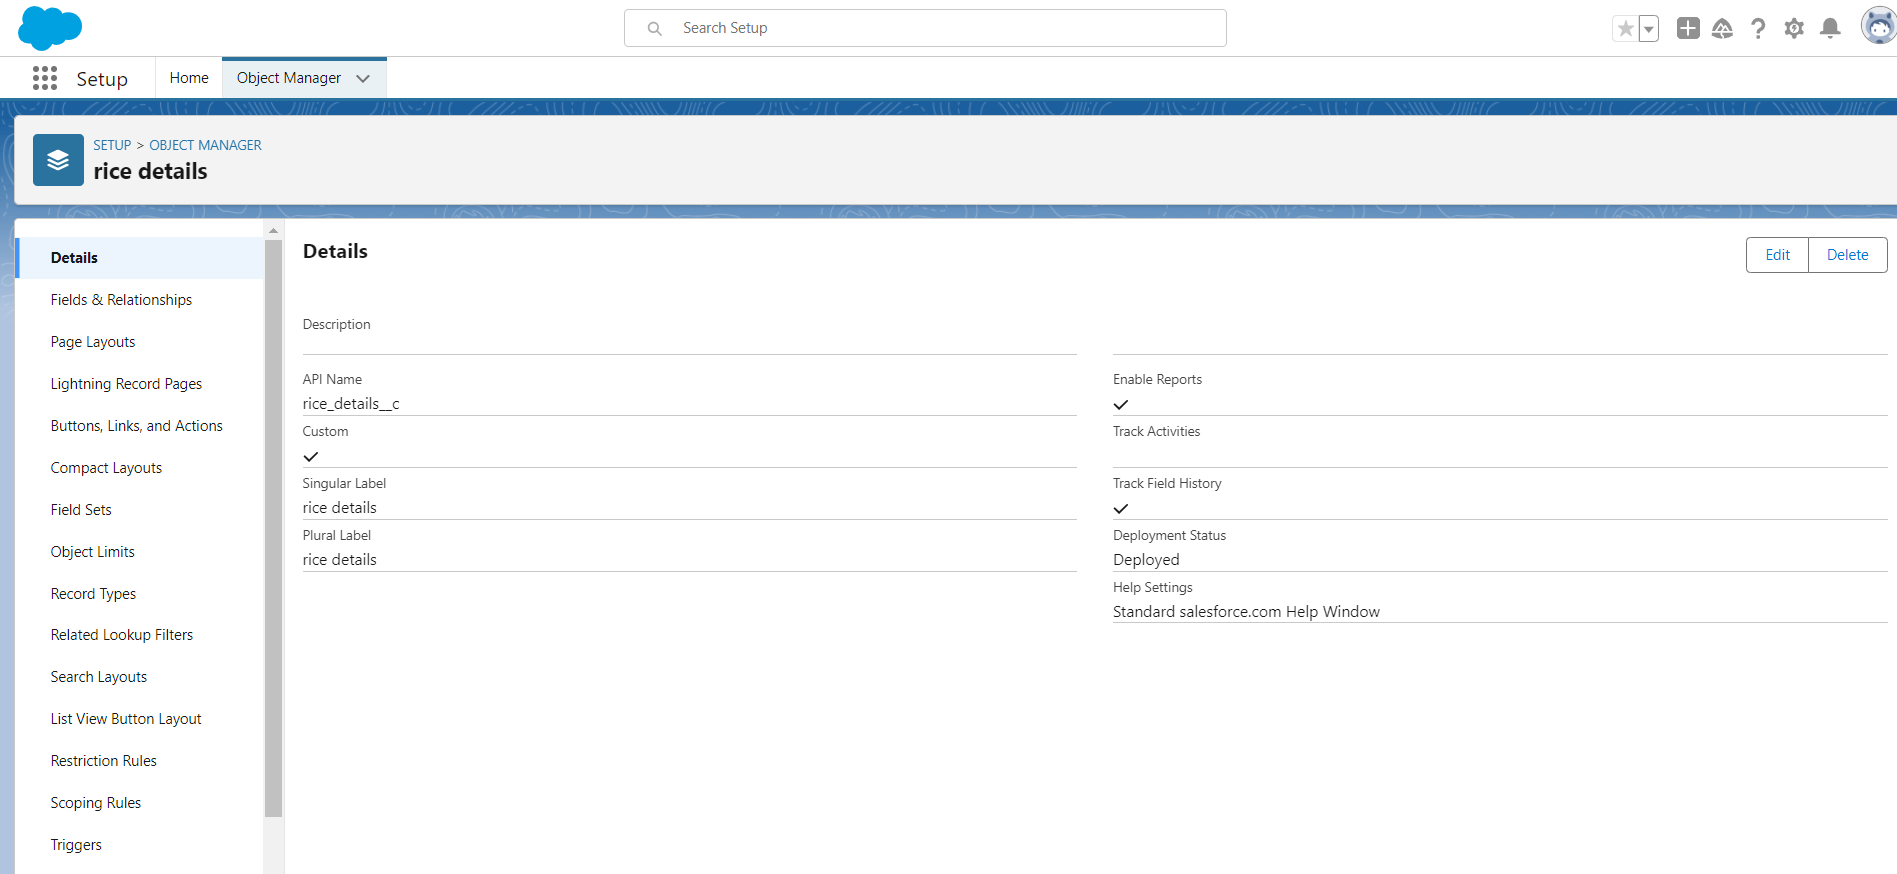 Search Setup
Setup
Home
Object Manager
SETUP > OBJECT MANAGER
rice details
Details
Fields & Relationships
Page Layouts
Lightning Record Pages
Buttons, Links, and Actions
Compact Layouts
Field Sets
Object Limits
Record Types
Related Lookup Filters
Search Layouts
List View Button Layout
Restriction Rules
Scoping Rules
Triggers
Details
Edit
Delete
Description
API Name
rice_details__c
Custom
Singular Label
rice details
Plural Label
rice details
Enable Reports
Track Activities
Track Field History
Deployment Status
Deployed
Help Settings
Standard salesforce.com Help Window